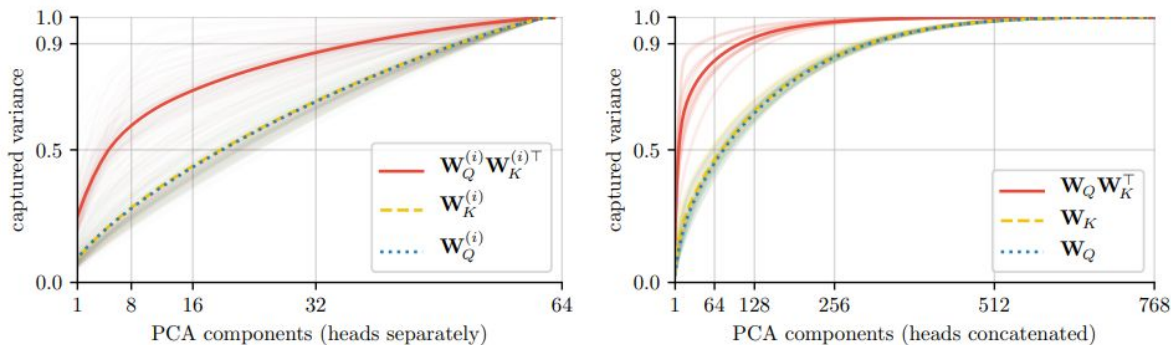 captured variance
1.0
0.9
0.5
0.0
1 8 16 32 64
PCA components (heads separately)
W_Q^{(i)} W_K^{(i)⊤}
W_K^{(i)}
W_Q^{(i)}
captured variance
1.0
0.9
0.5
0.0
1 64 128 256 512 768
PCA components (heads concatenated)
W_Q W_K^⊤
W_K
W_Q